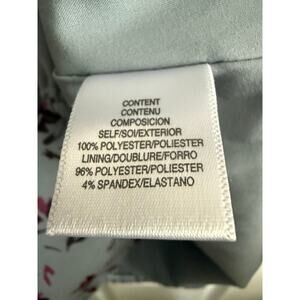 CONTENT
CONTENU
COMPOSICION
SELF/SOI/EXTERIOR
100% POLYESTER/POLIESTER
LINING/DOUBLURE/FORRO
96% POLYESTER/POLIESTER
4% SPANDEX/ELASTANO